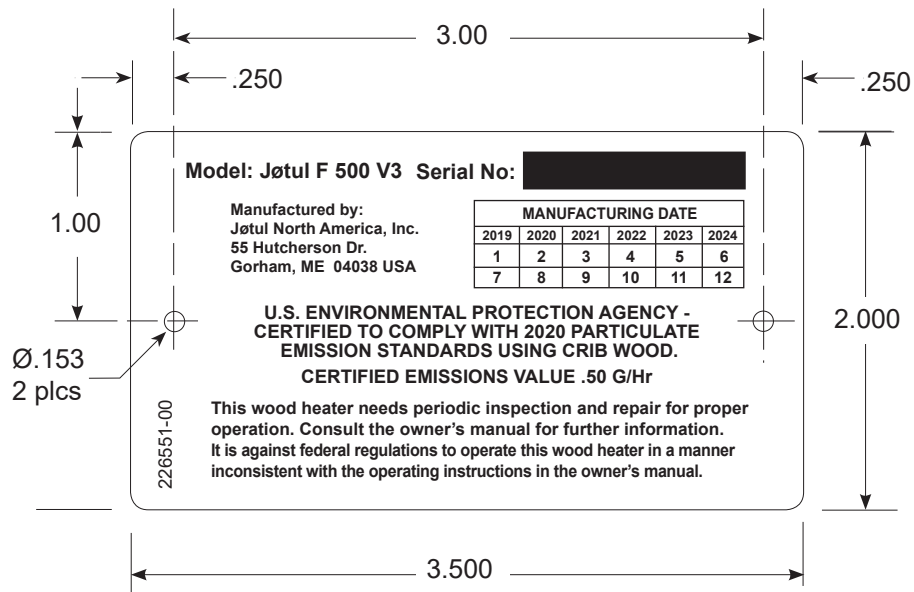 3.00
.250
.250
Model: Jøtul F 500 V3 Serial No:
1.00
Manufactured by:
Jøtul North America, Inc.
55 Hutcherson Dr.
Gorham, ME 04038 USA
MANUFACTURING DATE
2019 2020 2021 2022 2023 2024
1 2 3 4 5 6
7 8 9 10 11 12
2.000
U.S. ENVIRONMENTAL PROTECTION AGENCY -
CERTIFIED TO COMPLY WITH 2020 PARTICULATE
EMISSION STANDARDS USING CRIB WOOD.
CERTIFIED EMISSIONS VALUE .50 G/Hr
Ø.153
2 plcs
226551-00
This wood heater needs periodic inspection and repair for proper
operation. Consult the owner's manual for further information.
It is against federal regulations to operate this wood heater in a manner
inconsistent with the operating instructions in the owner's manual.
3.500